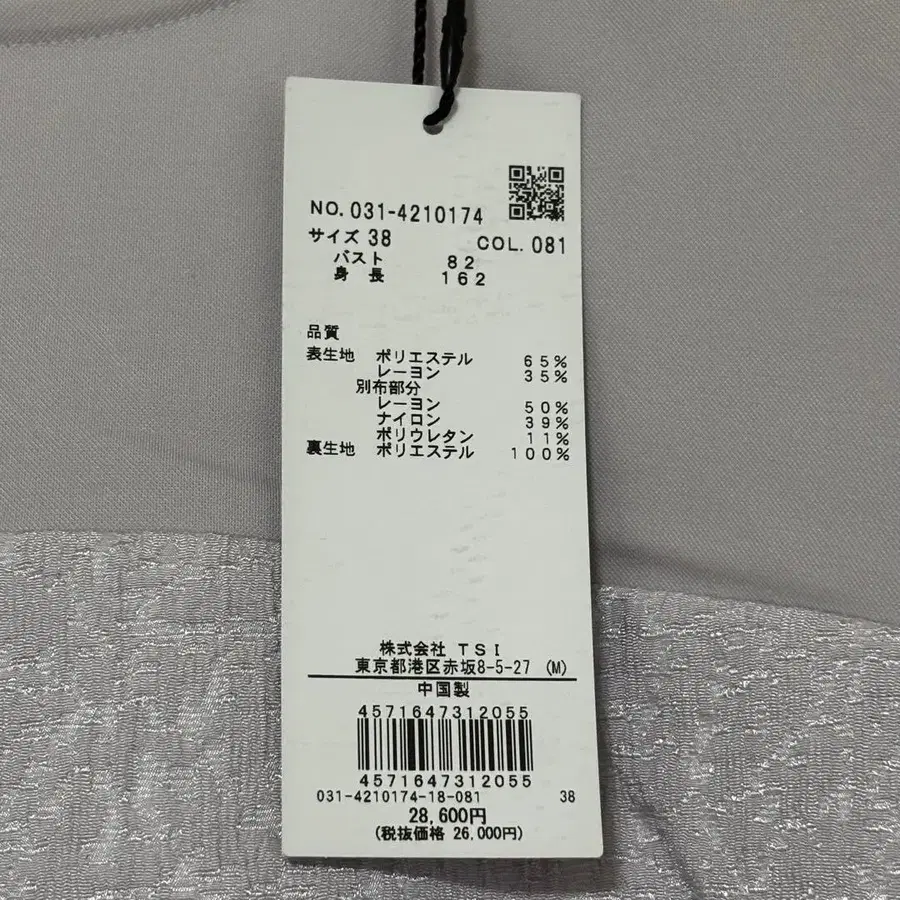 NO. 031-4210174
サイズ 38 COL. 081
バスト 82
身長 162
品質
表生地 ポリエステル 65%
レーヨン 35%
別布部分
レーヨン 50%
ナイロン 39%
ポリウレタン 11%
裏生地 ポリエステル 100%
株式会社 TSI
東京都港区赤坂8-5-27 (M)
中国製
4571647312055
4571647312055
031-4210174-18-081 38
28,600円
(税抜価格 26,000円)